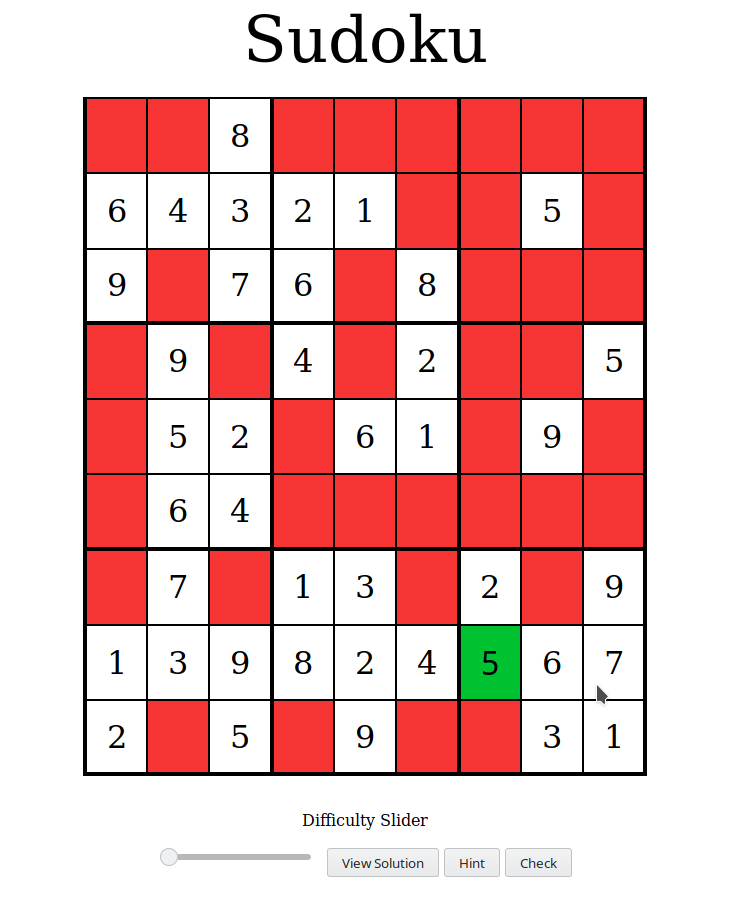 Sudoku
8
6 4 3 2 1 5
9 7 6 8
9 4 2 5
5 2 6 1 9
6 4
7 1 3 2 9
1 3 9 8 2 4 5 6 7
2 5 9 3 1
Difficulty Slider
View Solution Hint Check